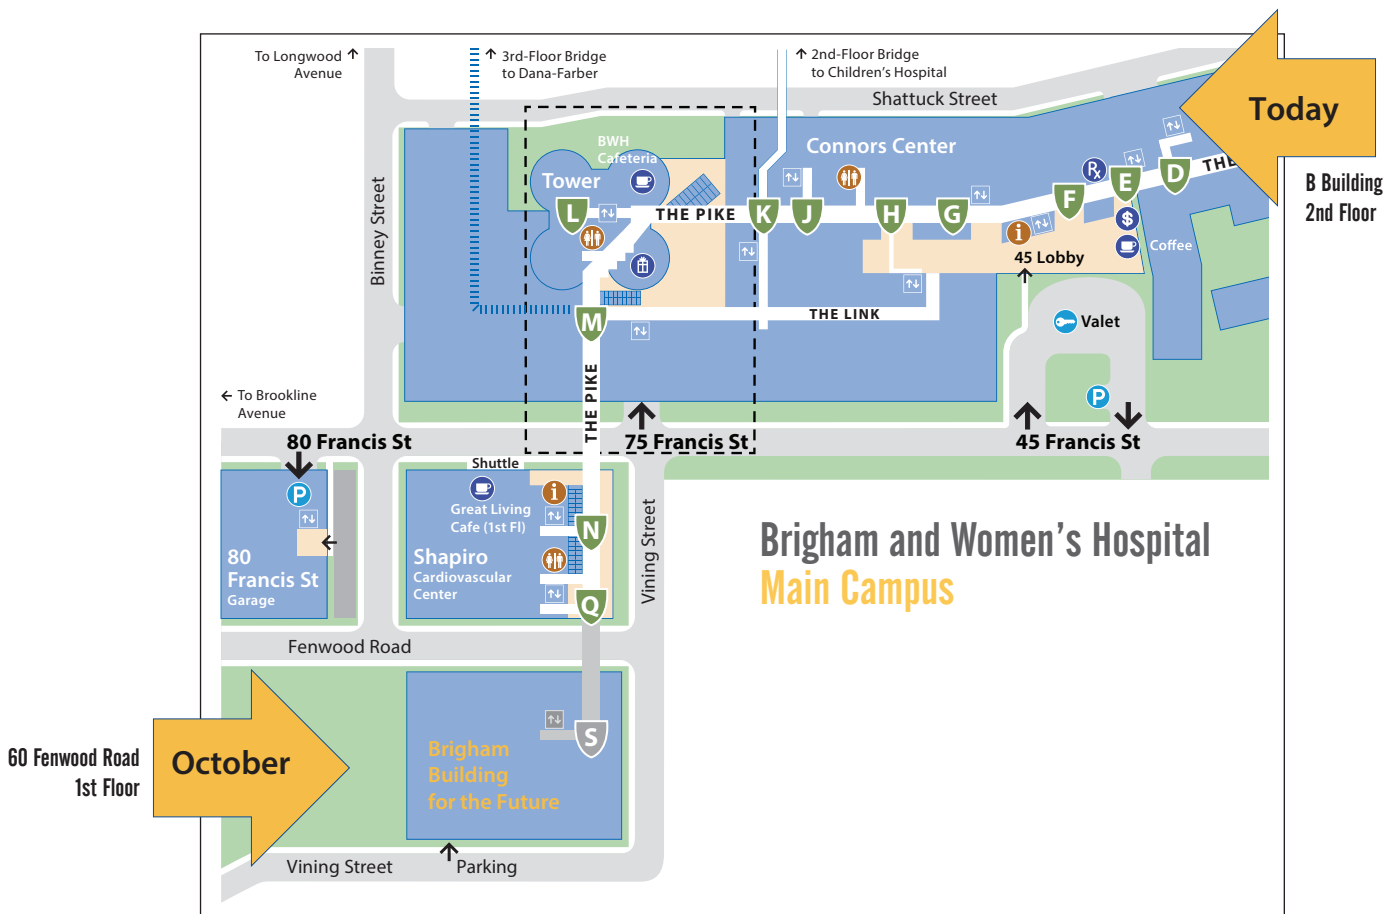 To Longwood
Avenue
3rd-Floor Bridge
to Dana-Farber
2nd-Floor Bridge
to Children's Hospital
Shattuck Street
Today
B Building
2nd Floor
BWH
Cafeteria
Connors Center
Tower
Binney Street
L
THE PIKE
K
J
H
G
F
Rx
E
D
THE
$
i
Coffee
45 Lobby
M
THE LINK
Valet
THE PIKE
P
To Brookline
Avenue
80 Francis St
75 Francis St
45 Francis St
Shuttle
P
i
Great Living
Cafe (1st Fl)
N
Vining Street
80
Francis St
Garage
Shapiro
Cardiovascular
Center
Q
Brigham and Women's Hospital
Main Campus
Fenwood Road
S
60 Fenwood Road
1st Floor
October
Brigham
Building
for the Future
Vining Street
Parking